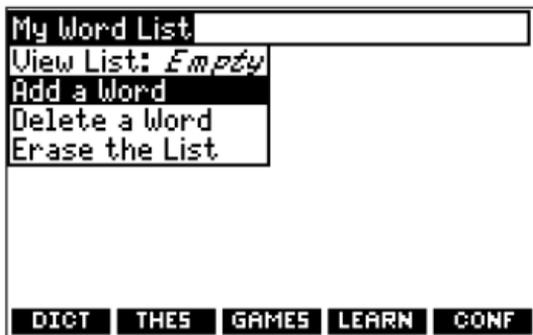 My Word List
View List: Empty
Add a Word
Delete a Word
Erase the List
DICT THES GAMES LEARN CONF